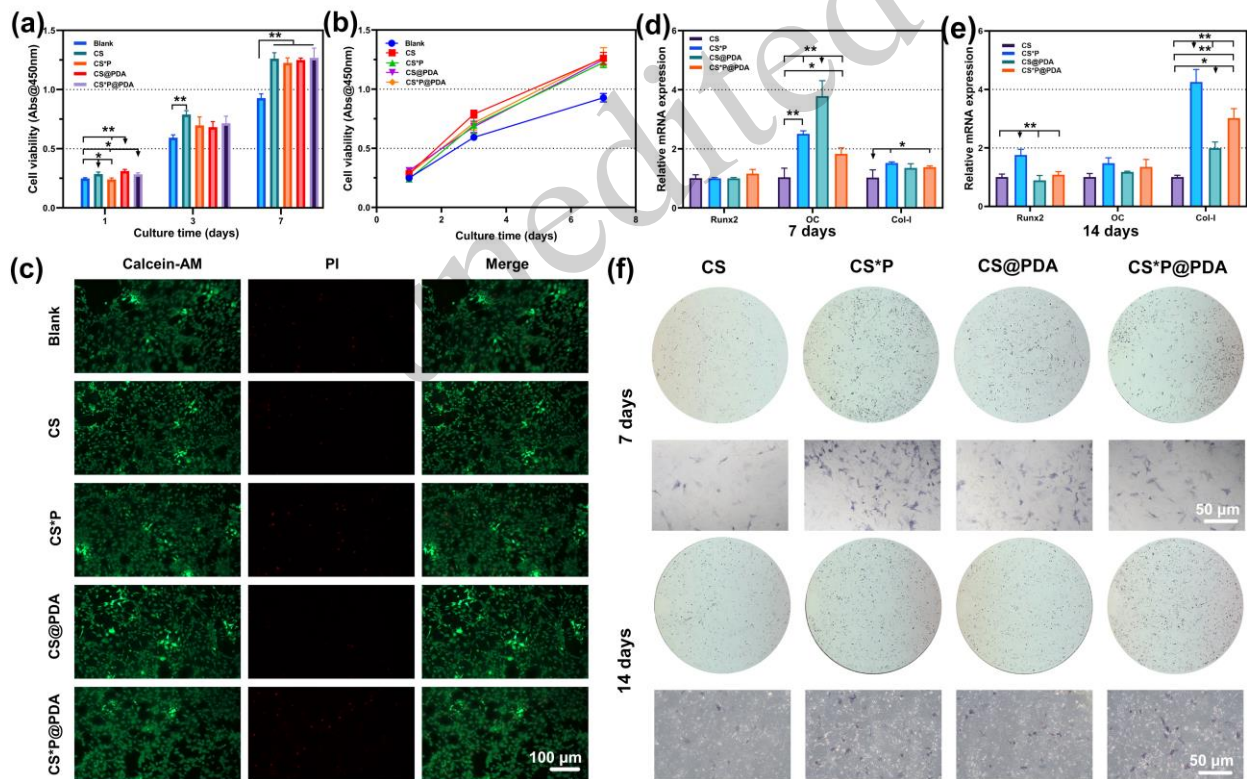 (a)
Cell viability (Abs@450nm)
1.5
1.0
0.5
0.0
Blank
CS
CS*P
CS@PDA
CS*P@PDA
**
*
*
**
**
1
3
7
Culture time (days)
(b)
Cell viability (Abs@450nm)
1.5
1.0
0.5
0.0
Blank
CS
CS*P
CS@PDA
CS*P@PDA
0
2
4
6
8
Culture time (days)
(d)
Relative mRNA expression
6
4
2
0
CS
CS*P
CS@PDA
CS*P@PDA
**
*
**
*
Runx2
OC
Col-I
7 days
(e)
Relative mRNA expression
6
4
2
0
CS
CS*P
CS@PDA
CS*P@PDA
**
**
**
*
Runx2
OC
Col-I
14 days
(c)
Calcein-AM
PI
Merge
Blank
CS
CS*P
CS@PDA
CS*P@PDA
100 μm
(f)
CS
CS*P
CS@PDA
CS*P@PDA
7 days
50 μm
14 days
50 μm